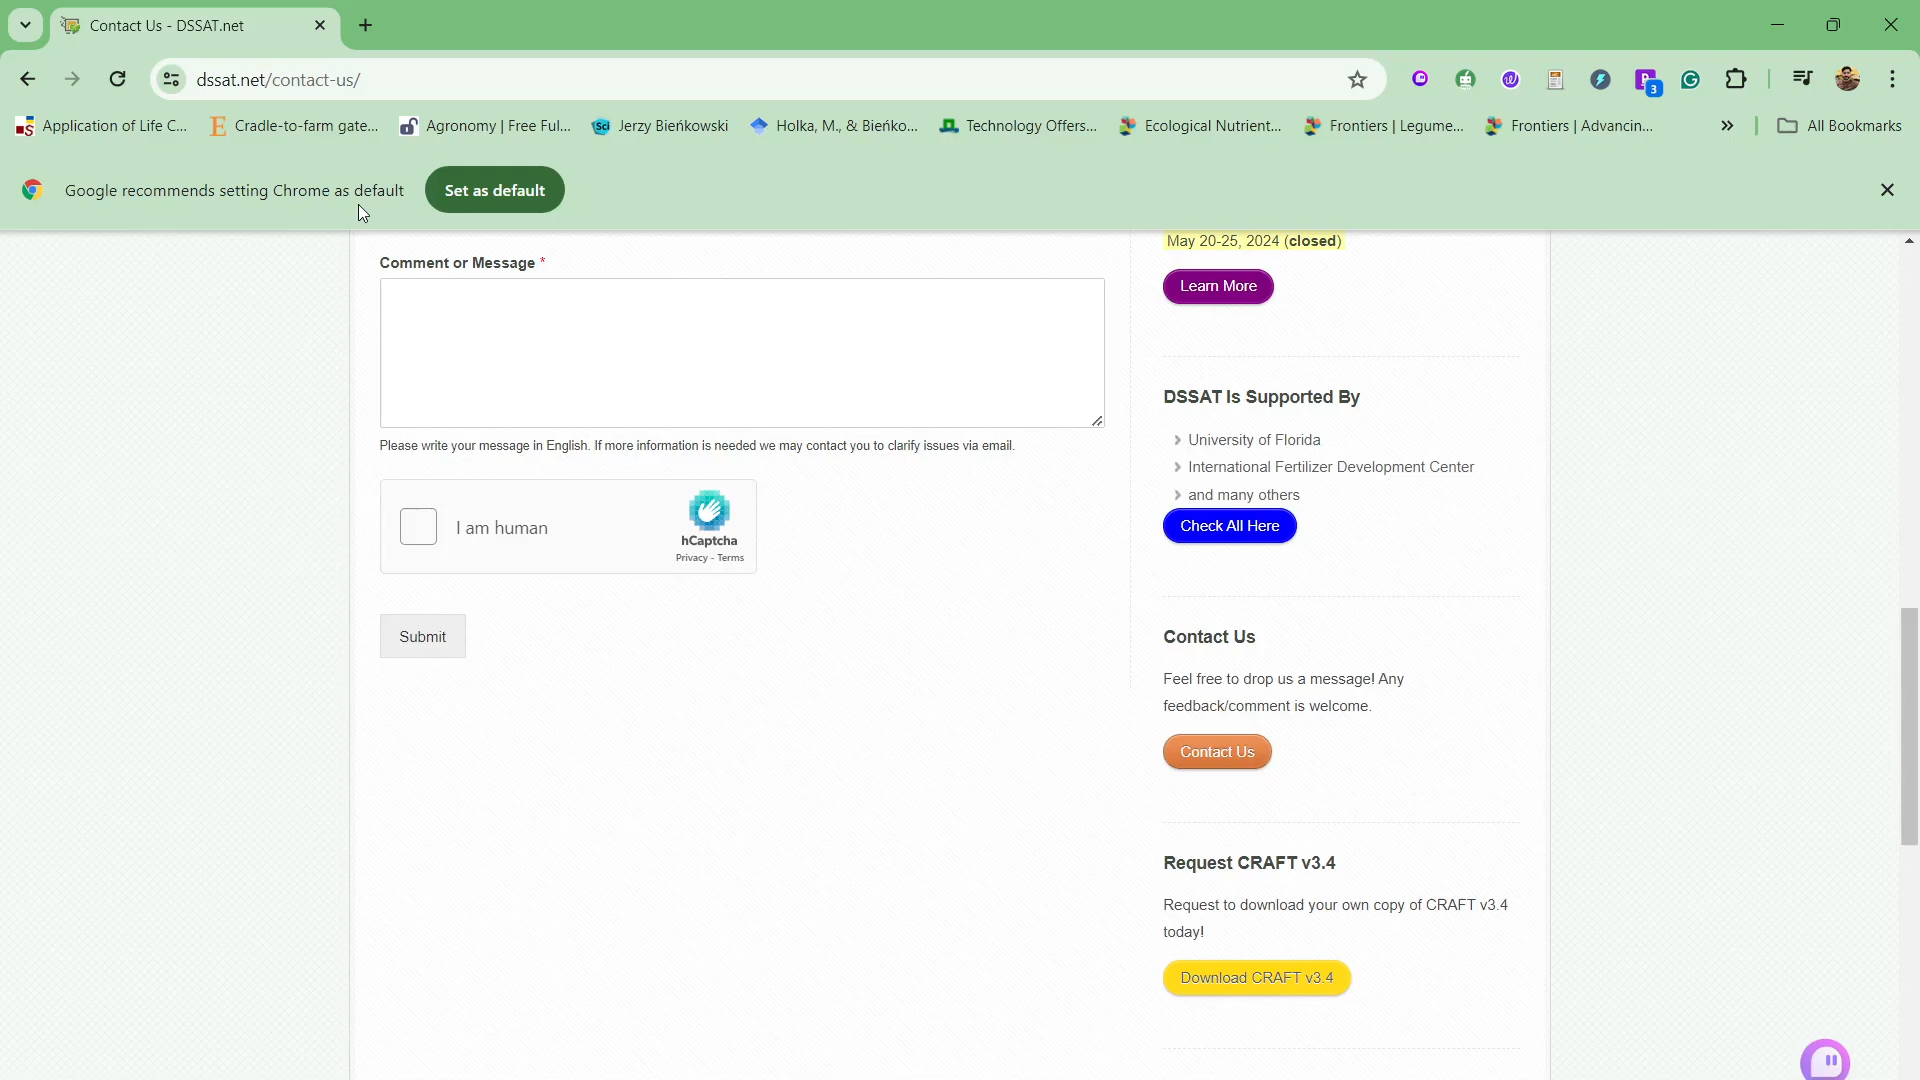 Contact Us - DSSAT.net
dssat.net/contact-us/
3
Application of Life C...
Cradle-to-farm gate...
Agronomy | Free Ful...
Sci
Jerzy Bieńkowski
Holka, M., & Bieńko...
Technology Offers...
Ecological Nutrient...
Frontiers | Legume...
Frontiers | Advancin...
All Bookmarks
Google recommends setting Chrome as default
Set as default
Comment or Message *
Please write your message in English. If more information is needed we may contact you to clarify issues via email.
I am human
hCaptcha
Privacy - Terms
Submit
May 20-25, 2024 (closed)
Learn More
DSSAT Is Supported By
University of Florida
International Fertilizer Development Center
and many others
Check All Here
Contact Us
Feel free to drop us a message! Any
feedback/comment is welcome.
Contact Us
Request CRAFT v3.4
Request to download your own copy of CRAFT v3.4
today!
Download CRAFT v3.4